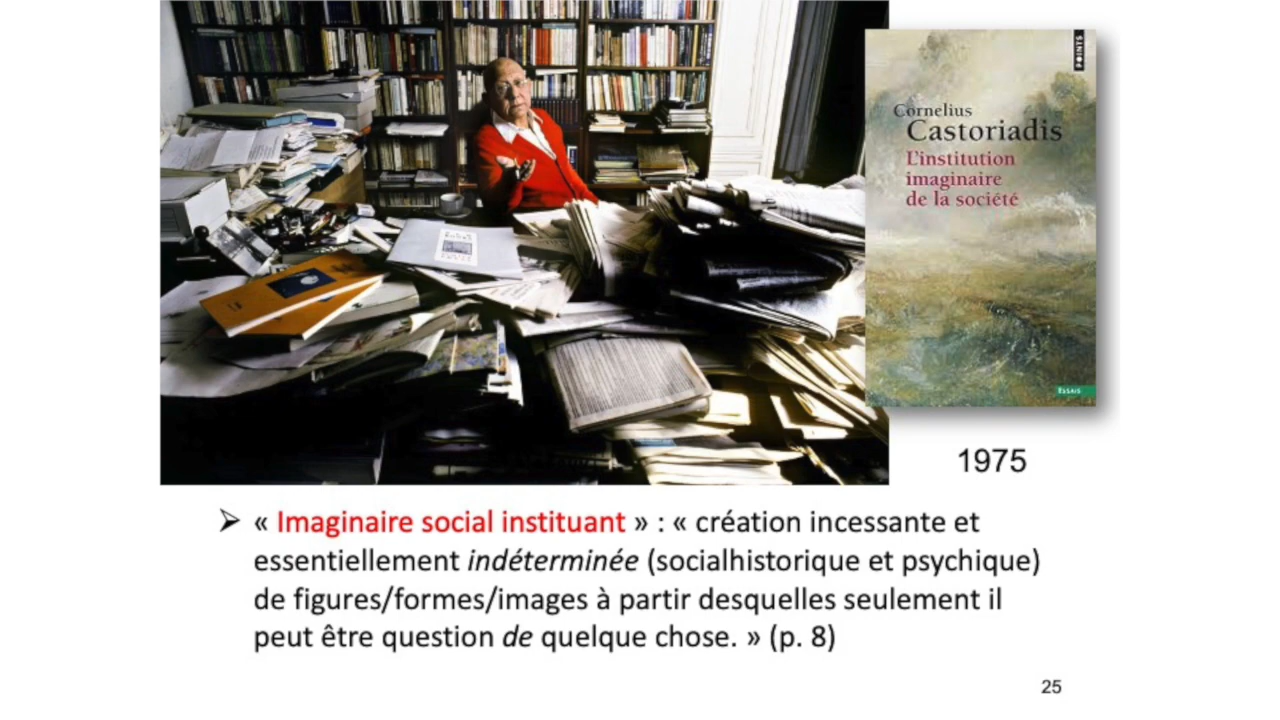 POINTS
Cornelius
Castoriadis
L'institution
imaginaire
de la société
ESSAIS
1975
➢ « Imaginaire social instituant » : « création incessante et
essentiellement indéterminée (socialhistorique et psychique)
de figures/formes/images à partir desquelles seulement il
peut être question de quelque chose. » (p. 8)
25